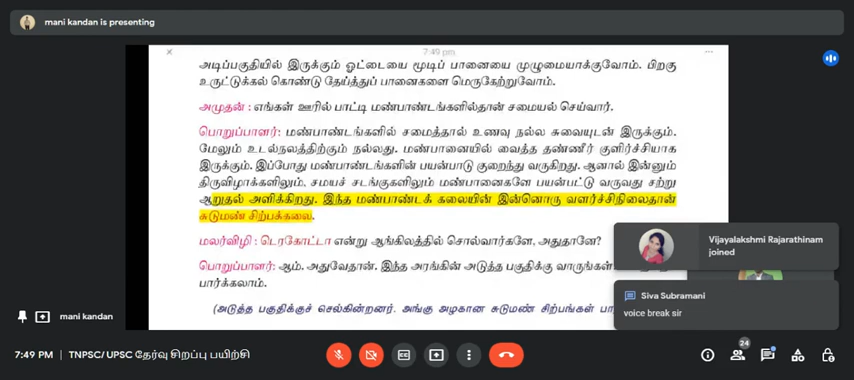 mani kandan is presenting
7:49 pm
அடிப்பகுதியில் இருக்கும் ஓட்டையை மூடிப் பானையை முழுமையாக்குவோம். பிறகு
உருட்டுக்கல் கொண்டு தேய்த்துப் பானைகளை மெருகேற்றுவோம்.
அமுதன் : எங்கள் ஊரில் பாட்டி மண்பாண்டங்களில்தான் சமையல் செய்வார்.
பொறுப்பாளர்: மண்பாண்டங்களில் சமைத்தால் உணவு நல்ல சுவையுடன் இருக்கும்.
மேலும் உடல்நலத்திற்கும் நல்லது. மண்பானையில் வைத்த தண்ணீர் குளிர்ச்சியாக
இருக்கும். இப்போது மண்பாண்டங்களின் பயன்பாடு குறைந்து வருகிறது. ஆனால் இன்னும்
திருவிழாக்களிலும், சமயச் சடங்குகளிலும் மண்பானைகளே பயன்பட்டு வருவது சற்று
ஆறுதல் அளிக்கிறது. இந்த மண்பாண்டக் கலையின் இன்னொரு வளர்ச்சிநிலைதான்
சுடுமண் சிற்பக்கலை.
மலர்விழி : டெரகோட்டா என்று ஆங்கிலத்தில் சொல்வார்களே, அதுதானே?
பொறுப்பாளர்: ஆம். அதுவேதான். இந்த அரங்கின் அடுத்த பகுதிக்கு வாருங்கள்
பார்க்கலாம்.
(அடுத்த பகுதிக்குச் செல்கின்றனர். அங்கு அழகான சுடுமண் சிற்பங்கள்
Vijayalakshmi Rajarathinam
joined
Siva Subramani
voice break sir
mani kandan
24
7:49 PM | TNPSC/ UPSC தேர்வு சிறப்பு பயிற்சி